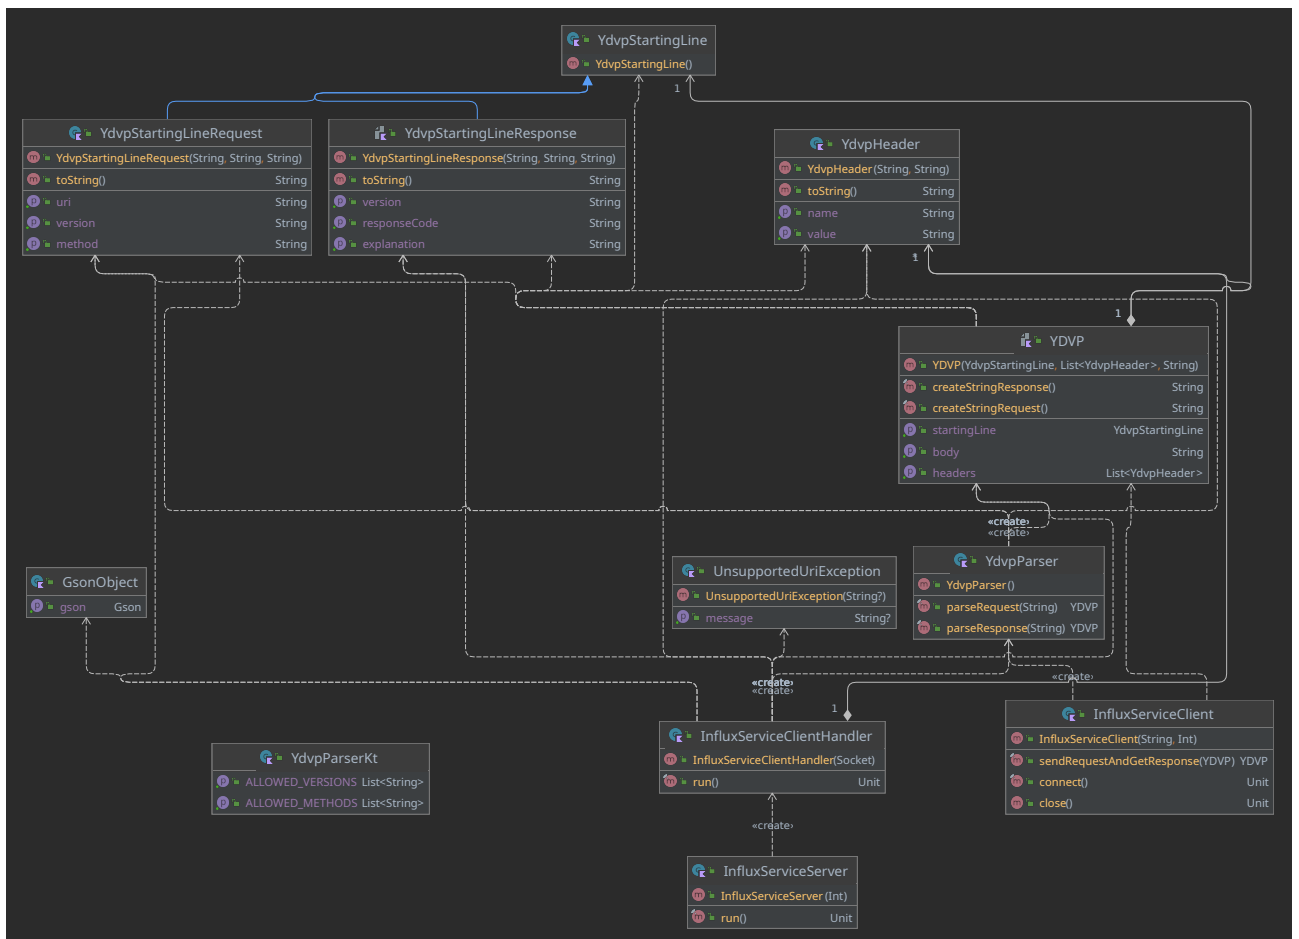 YdvpStartingLine
YdvpStartingLine()
1
YdvpStartingLineRequest
YdvpStartingLineRequest(String, String, String)
toString() String
uri String
version String
method String
YdvpStartingLineResponse
YdvpStartingLineResponse(String, String, String)
toString() String
version String
responseCode String
explanation String
YdvpHeader
YdvpHeader(String, String)
toString() String
name String
value String
1
YDVP
YDVP(YdvpStartingLine, List<YdvpHeader>, String)
createStringResponse() String
createStringRequest() String
startingLine YdvpStartingLine
body String
headers List<YdvpHeader>
«create»
«create»
GsonObject
gson Gson
UnsupportedUriException
UnsupportedUriException(String?)
message String?
YdvpParser
YdvpParser()
parseRequest(String) YDVP
parseResponse(String) YDVP
«create»
«create»
«create»
1
InfluxServiceClientHandler
InfluxServiceClientHandler(Socket)
run() Unit
InfluxServiceClient
InfluxServiceClient(String, Int)
sendRequestAndGetResponse(YDVP) YDVP
connect() Unit
close() Unit
YdvpParserKt
ALLOWED_VERSIONS List<String>
ALLOWED_METHODS List<String>
«create»
InfluxServiceServer
InfluxServiceServer(Int)
run() Unit